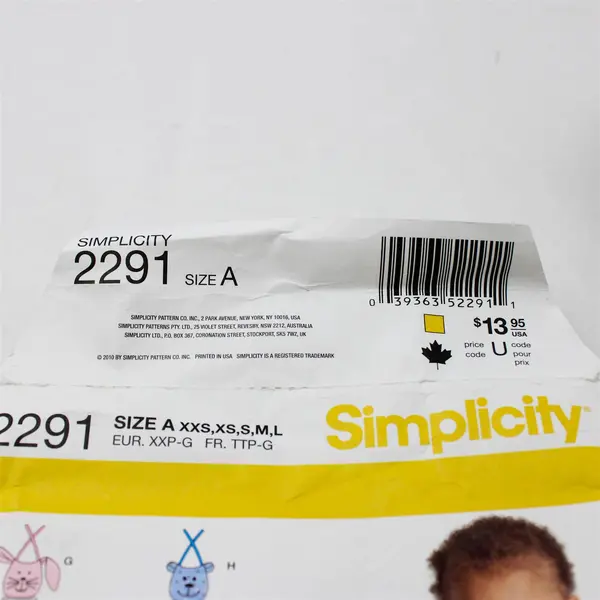 SIMPLICITY
2291 SIZE A
SIMPLICITY PATTERN CO. INC., 2 PARK AVENUE, NEW YORK, NY 10016, USA
SIMPLICITY PATTERNS PTY. LTD., 25 VIOLET STREET, REVESBY, NSW 2212, AUSTRALIA
SIMPLICITY LTD., P.O. BOX 367, CORONATION STREET, STOCKPORT, SK5 7WZ, UK
© 2010 BY SIMPLICITY PATTERN CO. INC. PRINTED IN USA SIMPLICITY IS A REGISTERED TRADEMARK
0 39363 52291 1
$13.95
USA
price code U code pour prix
2291 SIZE A XXS,XS,S,M,L
EUR. XXP-G FR. TTP-G
Simplicity
G
H